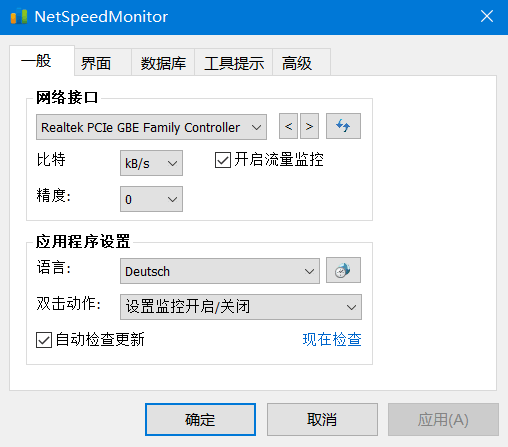 NetSpeedMonitor
一般 界面 数据库 工具提示 高级
网络接口
Realtek PCIe GBE Family Controller < >
比特 kB/s 开启流量监控
精度: 0
应用程序设置
语言: Deutsch
双击动作: 设置监控开启/关闭
自动检查更新 现在检查
确定 取消 应用(A)